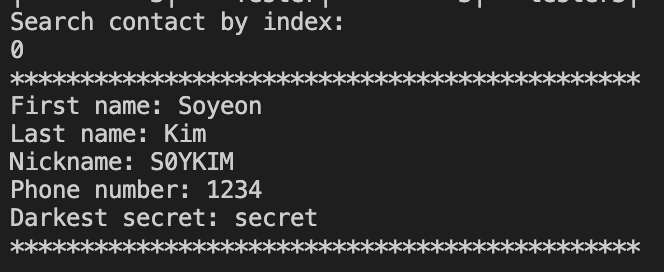 Search contact by index:
0
*********************************************
First name: Soyeon
Last name: Kim
Nickname: S0YKIM
Phone number: 1234
Darkest secret: secret
*********************************************